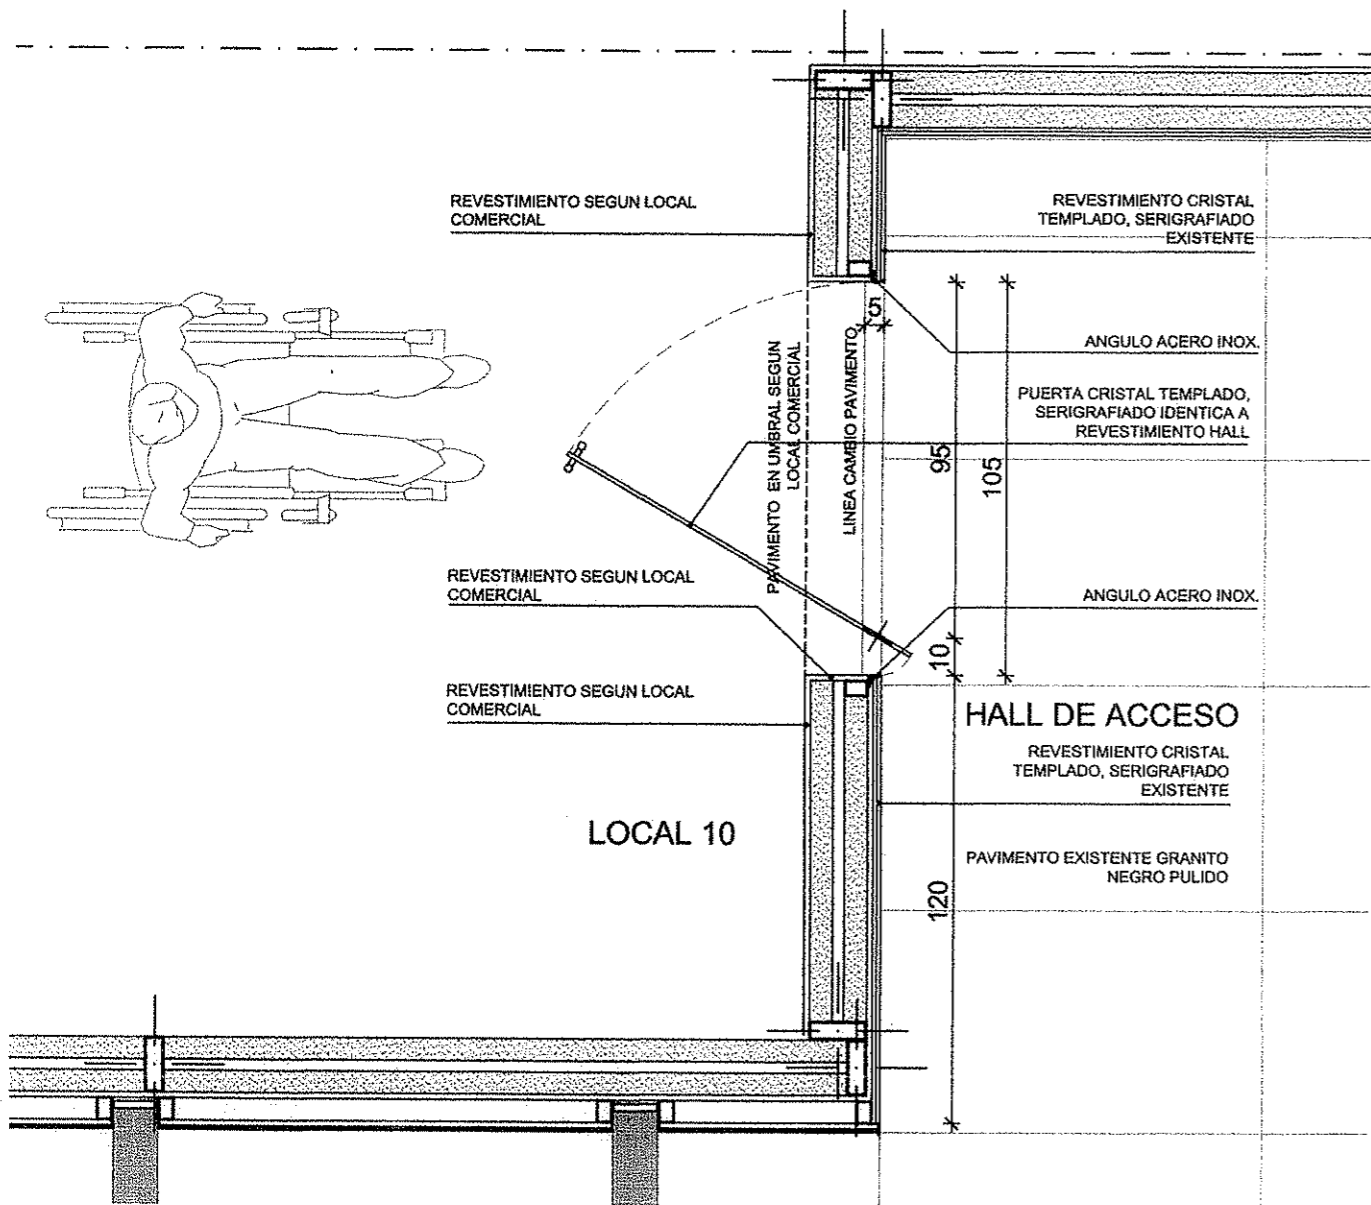 REVESTIMIENTO SEGUN LOCAL
COMERCIAL
REVESTIMIENTO CRISTAL
TEMPLADO, SERIGRAFIADO
EXISTENTE
5
ANGULO ACERO INOX.
PAVIMENTO EN UMBRAL SEGUN
LOCAL COMERCIAL
LINEA CAMBIO PAVIMENTO
PUERTA CRISTAL TEMPLADO,
SERIGRAFIADO IDENTICA A
REVESTIMIENTO HALL
95
105
REVESTIMIENTO SEGUN LOCAL
COMERCIAL
ANGULO ACERO INOX.
10
REVESTIMIENTO SEGUN LOCAL
COMERCIAL
HALL DE ACCESO
REVESTIMIENTO CRISTAL
TEMPLADO, SERIGRAFIADO
EXISTENTE
LOCAL 10
PAVIMENTO EXISTENTE GRANITO
NEGRO PULIDO
120